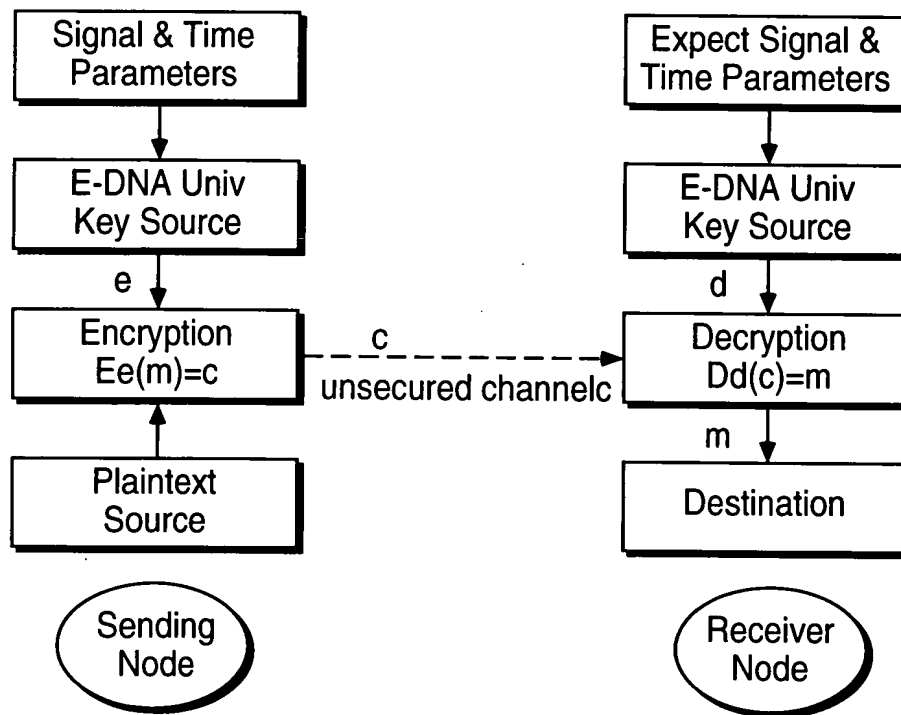 Signal & Time
Parameters
E-DNA Univ
Key Source
e
Encryption
Ee(m)=c
Plaintext
Source
Sending
Node
c
unsecured channelc
Expect Signal &
Time Parameters
E-DNA Univ
Key Source
d
Decryption
Dd(c)=m
m
Destination
Receiver
Node